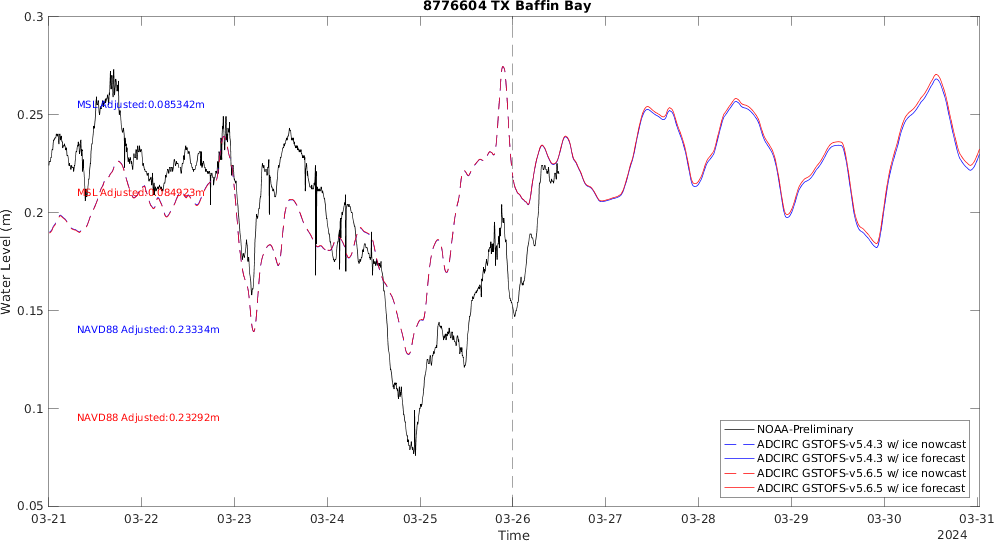 8776604 TX Baffin Bay
0.3
0.25
0.2
0.15
0.1
0.05
Water Level (m)
MSL Adjusted:0.085342m
MSL Adjusted:0.084923m
NAVD88 Adjusted:0.23334m
NAVD88 Adjusted:0.23292m
NOAA-Preliminary
ADCIRC GSTOFS-v5.4.3 w/ ice nowcast
ADCIRC GSTOFS-v5.4.3 w/ ice forecast
ADCIRC GSTOFS-v5.6.5 w/ ice nowcast
ADCIRC GSTOFS-v5.6.5 w/ ice forecast
03-21 03-22 03-23 03-24 03-25 03-26 03-27 03-28 03-29 03-30 03-31
Time
2024